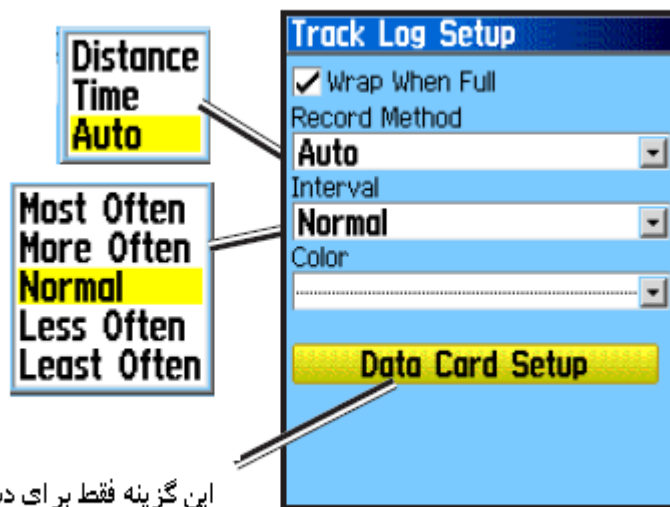 Distance
Time
Auto
Most Often
More Often
Normal
Less Often
Least Often
Track Log Setup
Wrap When Full
Record Method
Auto
Interval
Normal
Color
Data Card Setup
این گزینه فقط برای